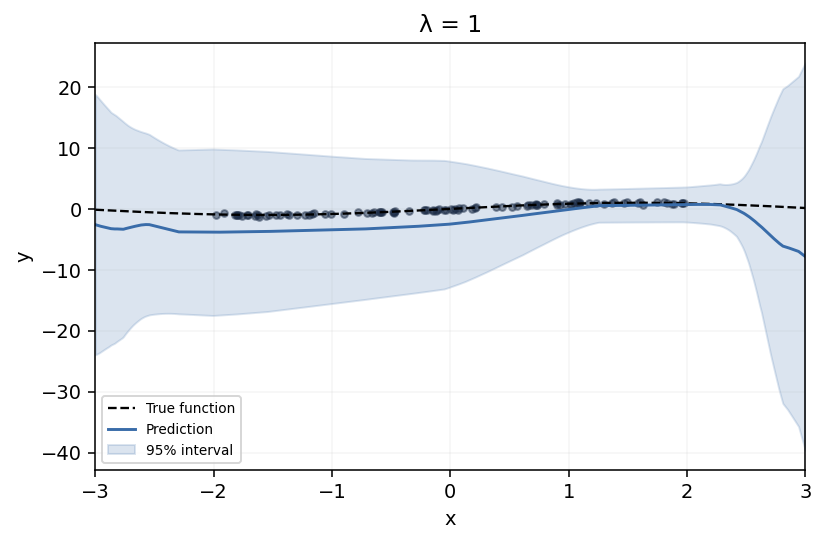 λ = 1
20
10
0
−10
−20
−30
−40
y
True function
Prediction
95% interval
−3
−2
−1
0
1
2
3
x